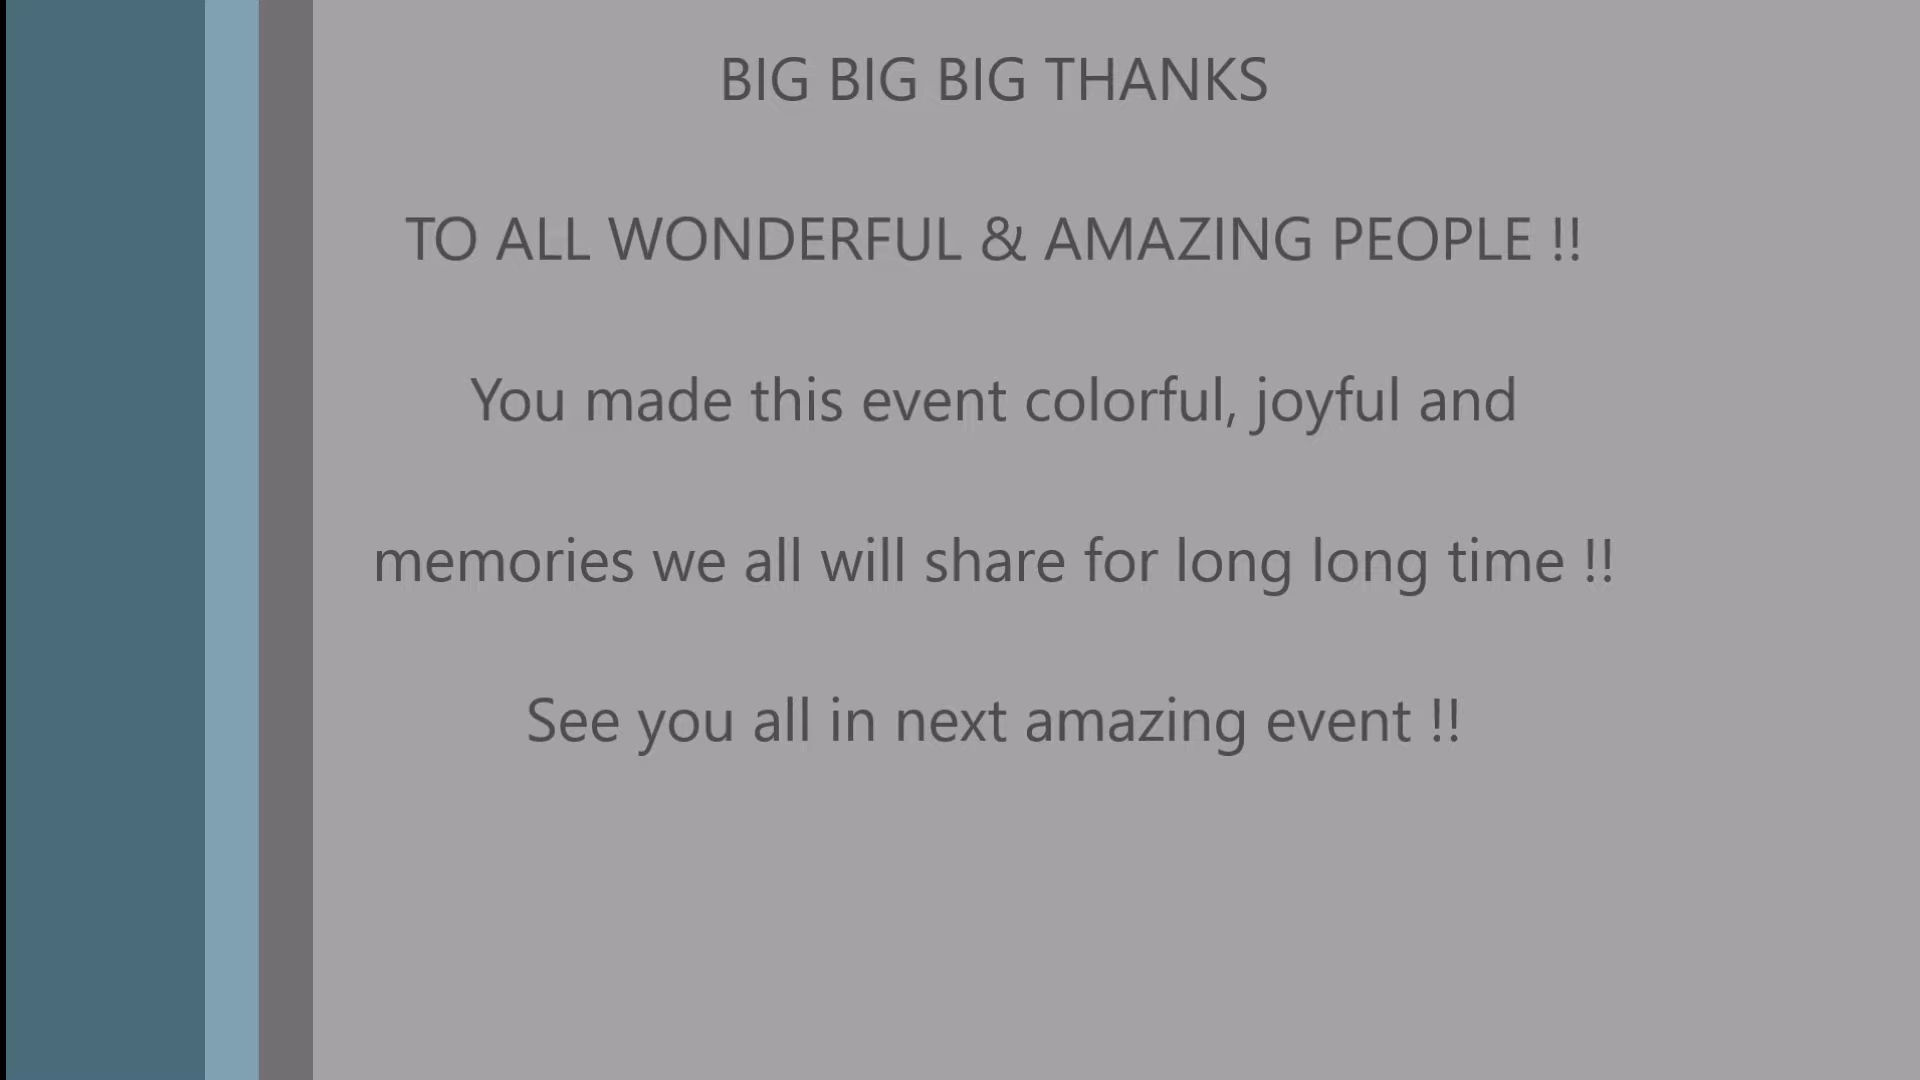 BIG BIG BIG THANKS
TO ALL WONDERFUL & AMAZING PEOPLE !!
You made this event colorful, joyful and
memories we all will share for long long time !!
See you all in next amazing event !!